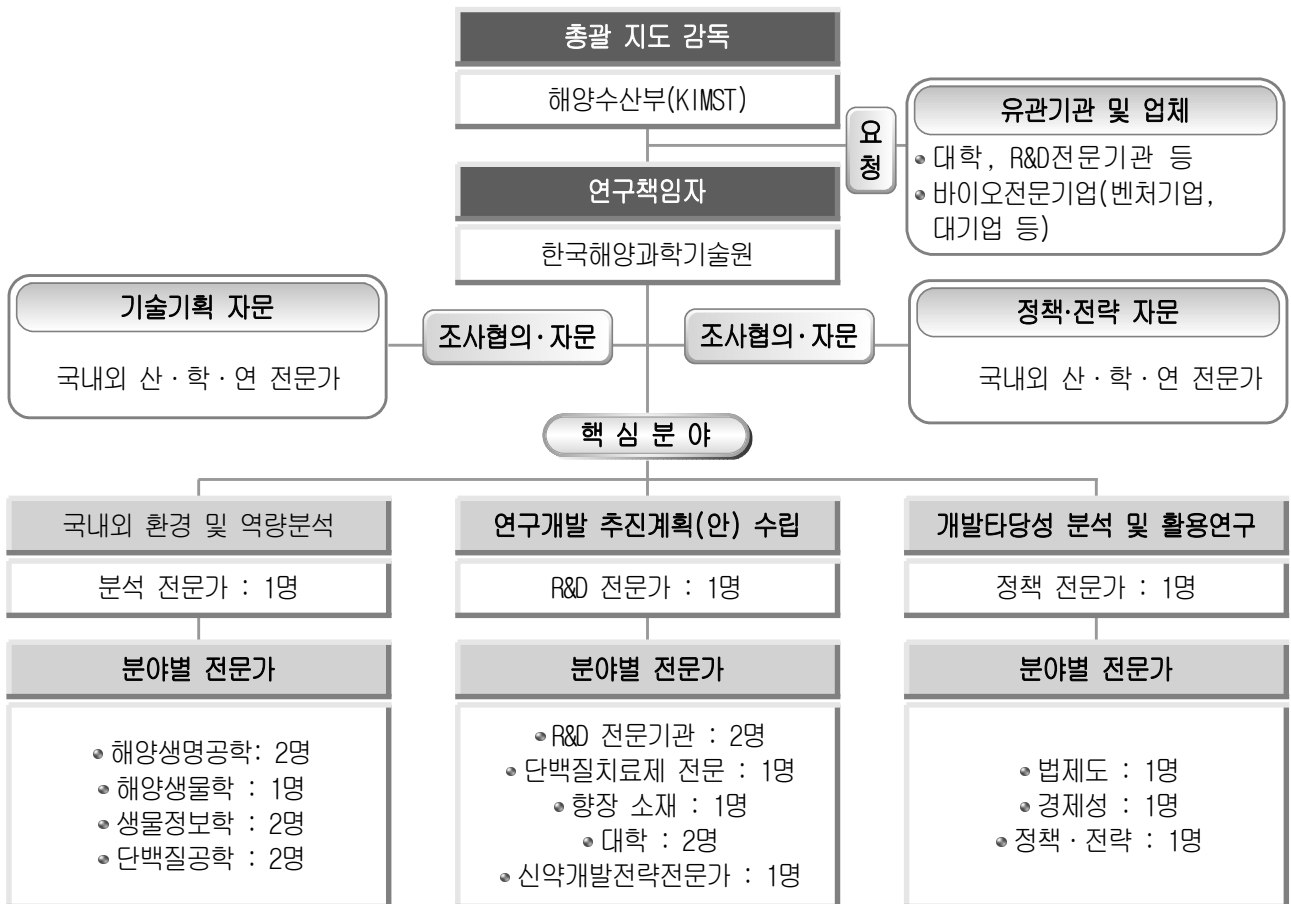 총괄 지도 감독
해양수산부(KIMST)
요
청
유관기관 및 업체
대학, R&D전문기관 등
바이오전문기업(벤처기업,
대기업 등)
연구책임자
한국해양과학기술원
기술기획 자문
국내외 산·학·연 전문가
조사협의·자문
조사협의·자문
정책·전략 자문
국내외 산·학·연 전문가
핵심분야
국내외 환경 및 역량분석
분석 전문가 : 1명
분야별 전문가
해양생명공학: 2명
해양생물학 : 1명
생물정보학 : 2명
단백질공학 : 2명
연구개발 추진계획(안) 수립
R&D 전문가 : 1명
분야별 전문가
R&D 전문기관 : 2명
단백질치료제 전문 : 1명
향장 소재 : 1명
대학 : 2명
신약개발전략전문가 : 1명
개발타당성 분석 및 활용연구
정책 전문가 : 1명
분야별 전문가
법제도 : 1명
경제성 : 1명
정책·전략 : 1명